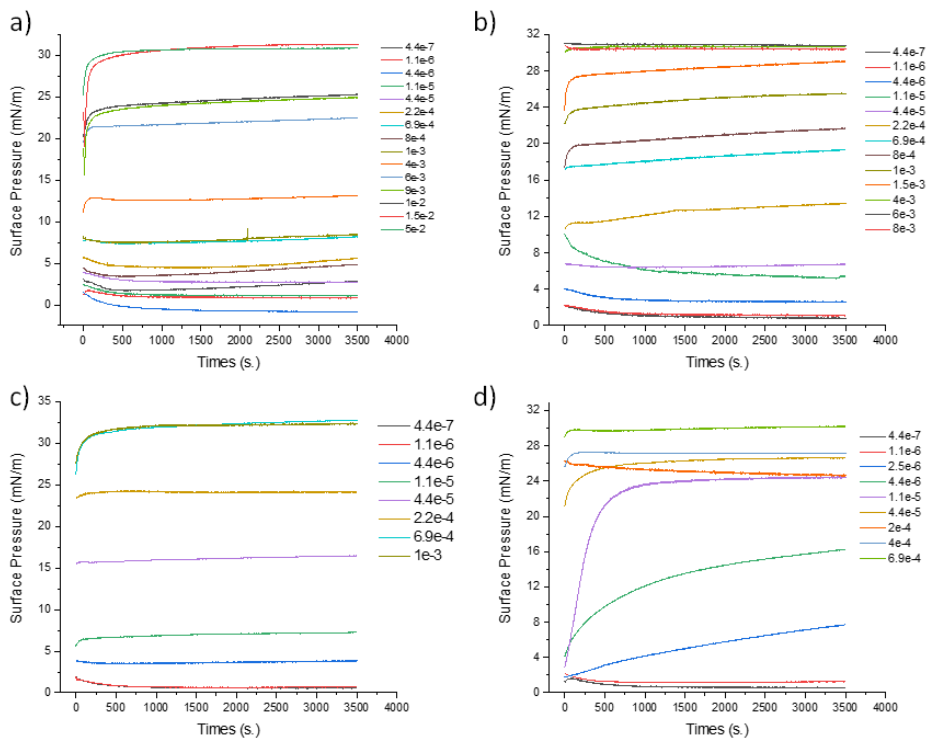 a)
Surface Pressure (mN/m)
30
25
20
15
10
5
0
0 500 1000 1500 2000 2500 3000 3500 4000
Times (s.)
4.4e-7
1.1e-6
4.4e-6
1.1e-5
4.4e-5
2.2e-4
6.9e-4
8e-4
1e-3
4e-3
6e-3
9e-3
1e-2
1.5e-2
5e-2
b)
Surface Pressure (mN/m)
32
28
24
20
16
12
8
4
0
0 500 1000 1500 2000 2500 3000 3500 4000
Times (s.)
4.4e-7
1.1e-6
4.4e-6
1.1e-5
4.4e-5
2.2e-4
6.9e-4
8e-4
1e-3
1.5e-3
4e-3
6e-3
8e-3
c)
Surface Pressure (mN/m)
35
30
25
20
15
10
5
0
0 500 1000 1500 2000 2500 3000 3500 4000
Times (s.)
4.4e-7
1.1e-6
4.4e-6
1.1e-5
4.4e-5
2.2e-4
6.9e-4
1e-3
d)
Surface Pressure (mN/m)
32
28
24
20
16
12
8
4
0
0 500 1000 1500 2000 2500 3000 3500 4000
Times (s.)
4.4e-7
1.1e-6
2.5e-6
4.4e-6
1.1e-5
4.4e-5
2e-4
4e-4
6.9e-4